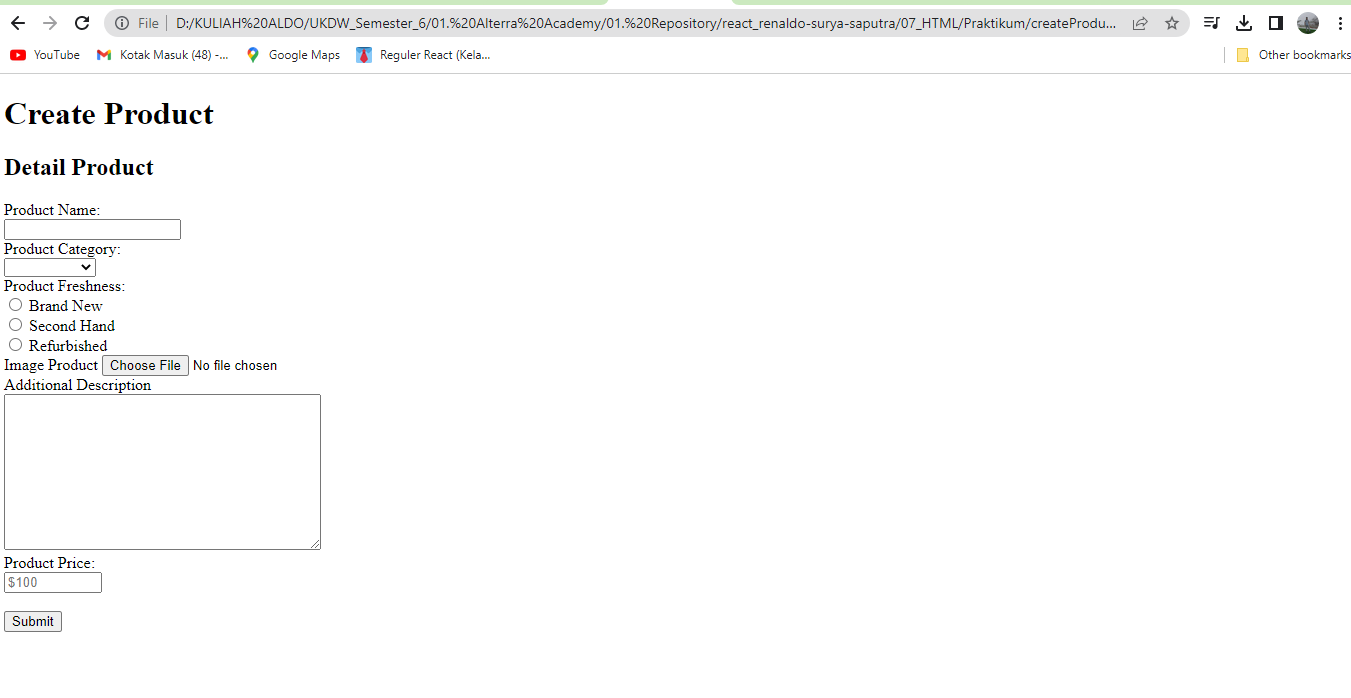 File D:/KULIAH%20ALDO/UKDW_Semester_6/01.%20Alterra%20Academy/01.%20Repository/react_renaldo-surya-saputra/07_HTML/Praktikum/createProdu...
YouTube Kotak Masuk (48) -... Google Maps Reguler React (Kela... Other bookmarks
Create Product
Detail Product
Product Name:
Product Category:
Product Freshness:
Brand New
Second Hand
Refurbished
Image Product Choose File No file chosen
Additional Description
Product Price:
$100
Submit